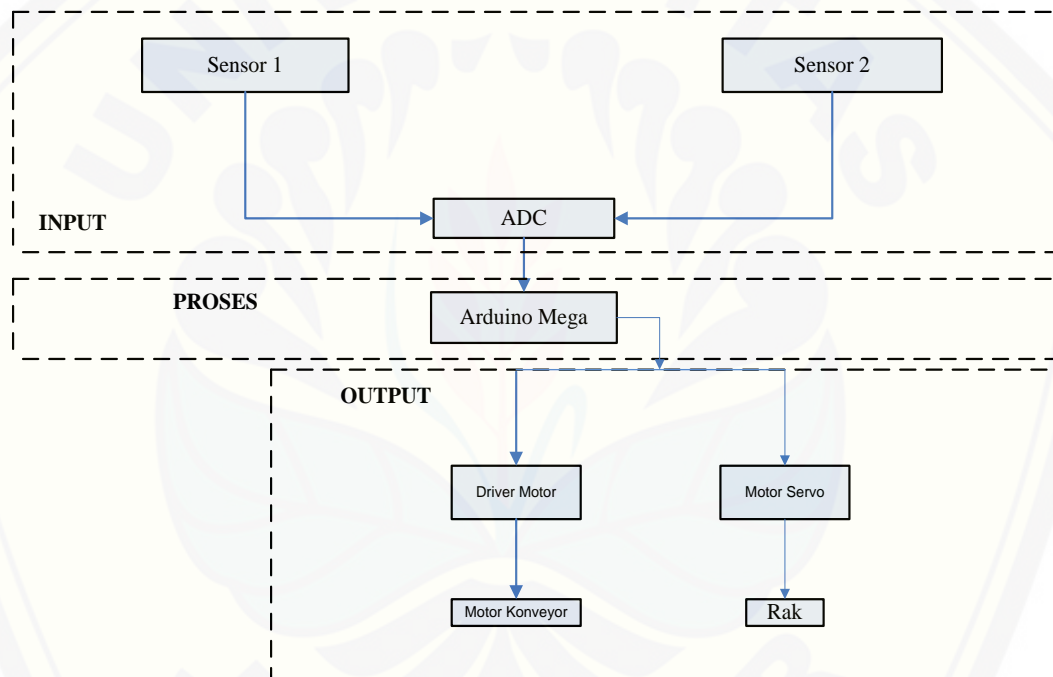 Sensor 1
Sensor 2
INPUT
ADC
PROSES
Arduino Mega
OUTPUT
Driver Motor
Motor Servo
Motor Konveyor
Rak